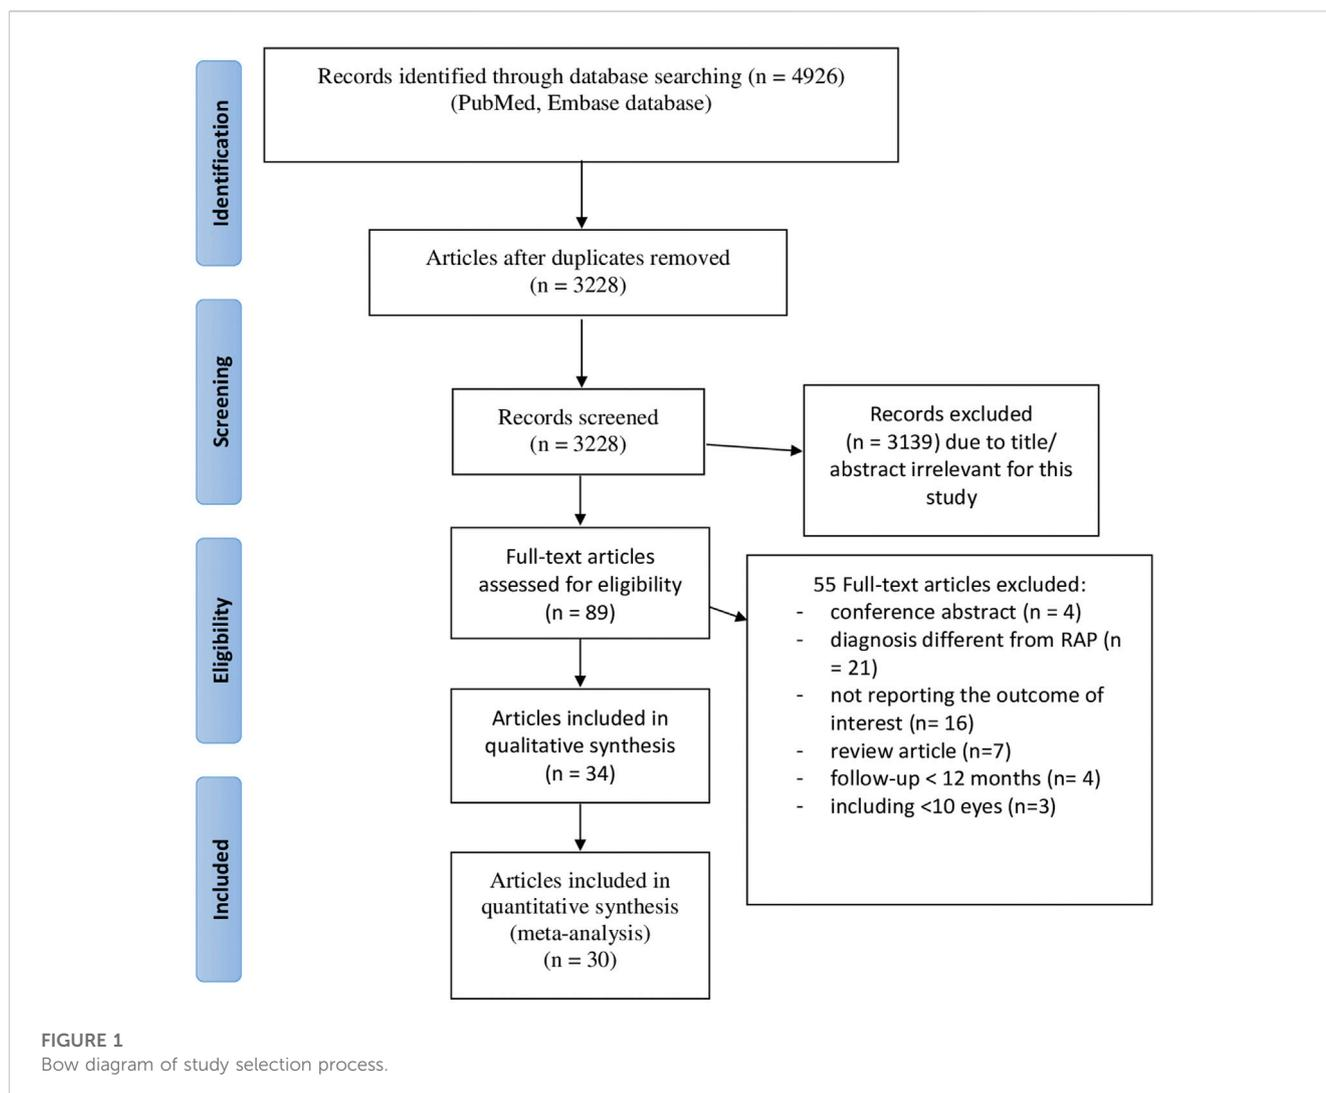 Identification
Records identified through database searching (n = 4926)
(PubMed, Embase database)
Articles after duplicates removed
(n = 3228)
Screening
Records screened
(n = 3228)
Records excluded
(n = 3139) due to title/
abstract irrelevant for this
study
Eligibility
Full-text articles
assessed for eligibility
(n = 89)
55 Full-text articles excluded:
- conference abstract (n = 4)
- diagnosis different from RAP (n
= 21)
- not reporting the outcome of
interest (n= 16)
- review article (n=7)
- follow-up < 12 months (n= 4)
- including <10 eyes (n=3)
Articles included in
qualitative synthesis
(n = 34)
Included
Articles included in
quantitative synthesis
(meta-analysis)
(n = 30)
FIGURE 1
Bow diagram of study selection process.